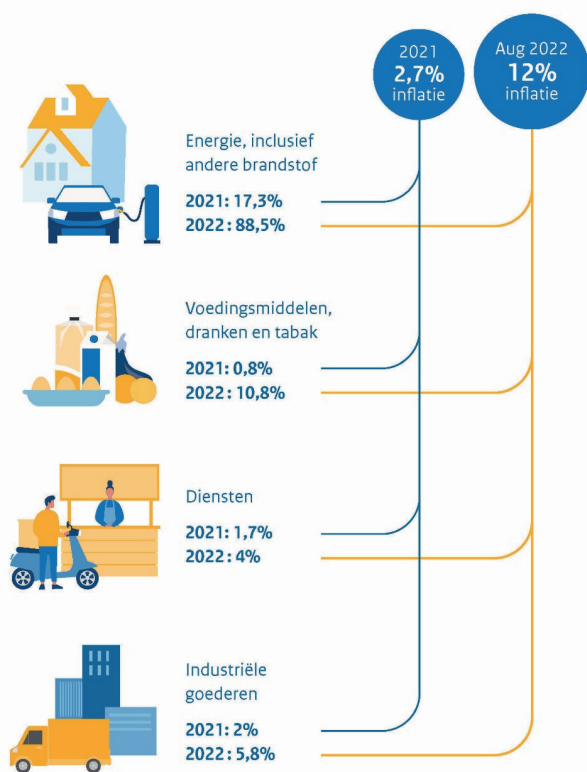 2021
2,7%
inflatie
Aug 2022
12%
inflatie
Energie, inclusief
andere brandstof
2021: 17,3%
2022: 88,5%
Voedingsmiddelen,
dranken en tabak
2021: 0,8%
2022: 10,8%
Diensten
2021: 1,7%
2022: 4%
Industriële
goederen
2021: 2%
2022: 5,8%